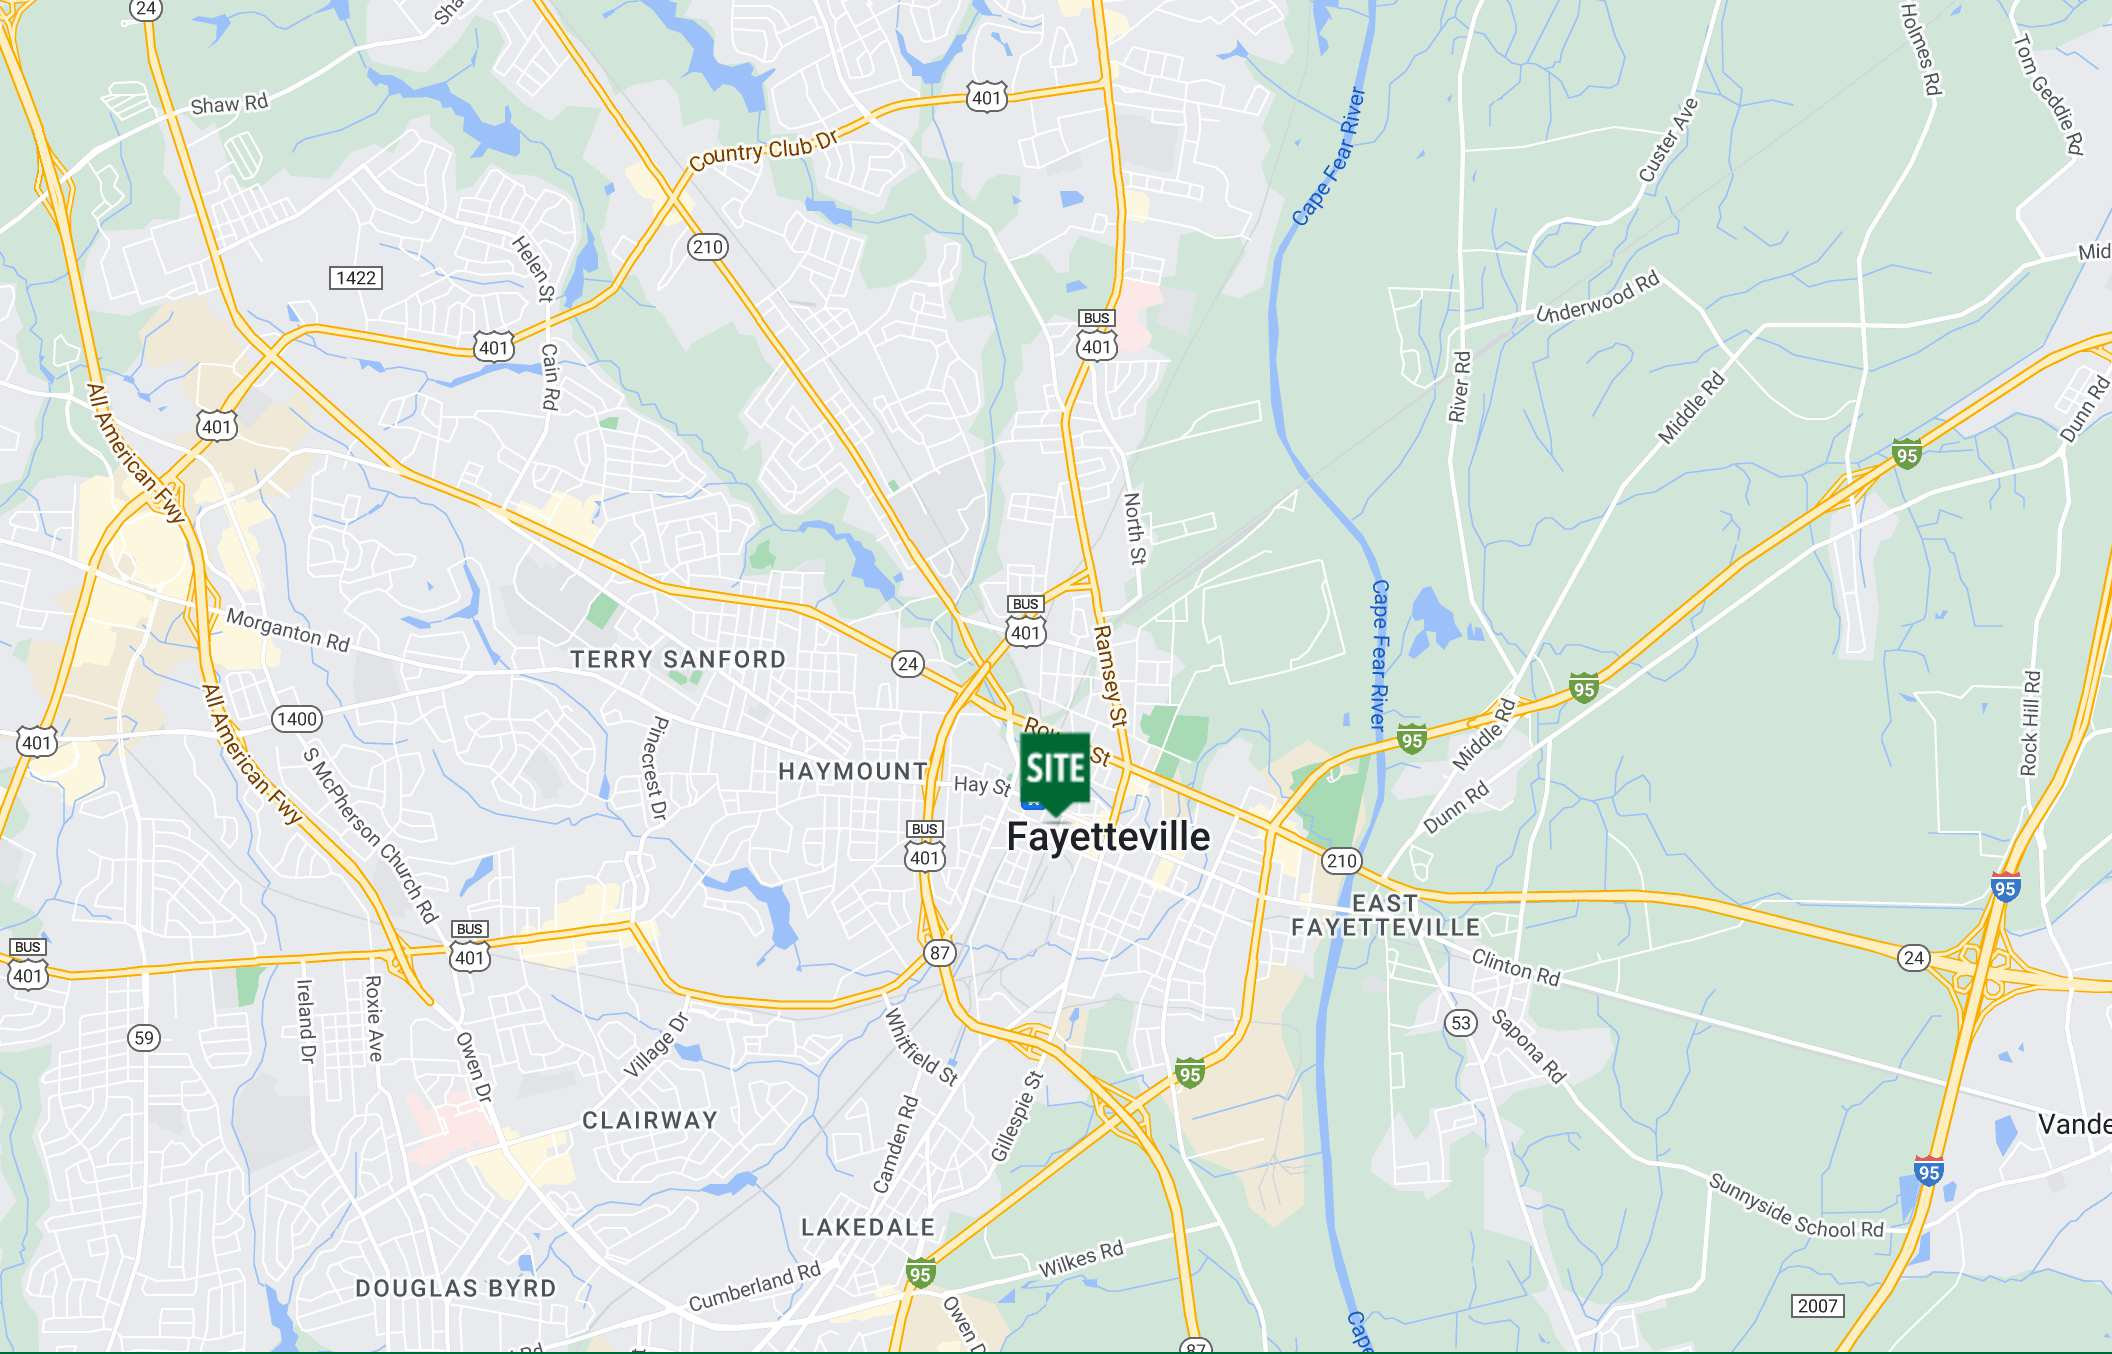 24
Shaw Rd
401
Country Club Dr
Cape Fear River
Custer Ave
Holmes Rd
Tom Geddie Rd
210
Helen St
1422
Underwood Rd
BUS
401
401
Cain Rd
River Rd
Middle Rd
Dunn Rd
All American Fwy
401
95
North St
Cape Fear River
BUS
401
Morganton Rd
TERRY SANFORD
24
Ramsey St
95
Rock Hill Rd
1400
401
All American Fwy
Pinecrest Dr
95
Middle Rd
HAYMOUNT
Hay St
SITE
Fayetteville
Dunn Rd
S McPherson Church Rd
BUS
401
210
95
EAST
FAYETTEVILLE
BUS
401
BUS
401
87
Clinton Rd
24
Ireland Dr
Roxie Ave
59
Owen Dr
Village Dr
Whitfield St
53
Sapona Rd
95
Gillespie St
Camden Rd
CLAIRWAY
95
Sunnyside School Rd
LAKEDALE
95
Wilkes Rd
DOUGLAS BYRD
Cumberland Rd
2007
87